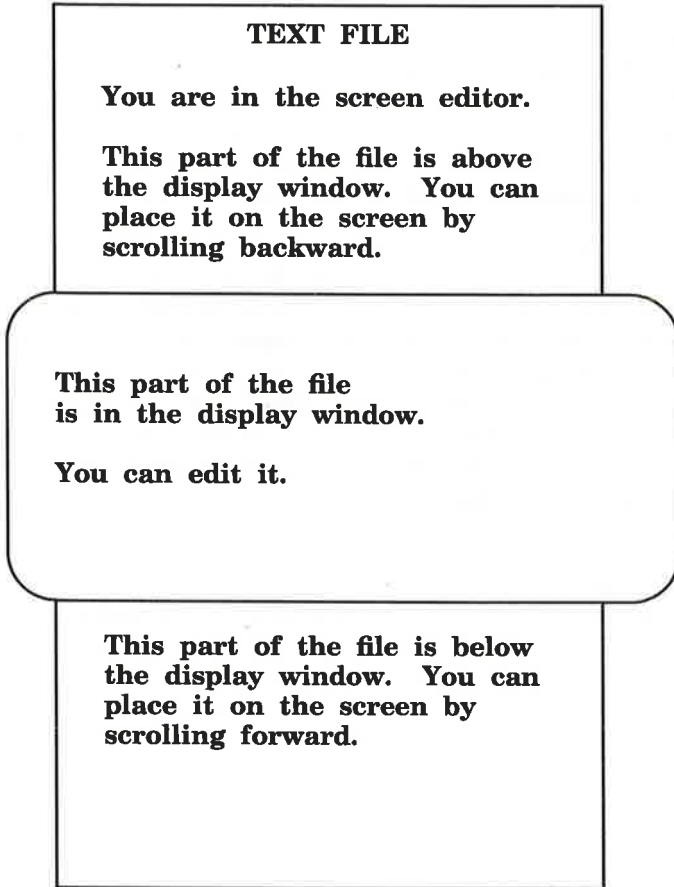 TEXT FILE
You are in the screen editor.
This part of the file is above
the display window. You can
place it on the screen by
scrolling backward.
This part of the file
is in the display window.
You can edit it.
This part of the file is below
the display window. You can
place it on the screen by
scrolling forward.